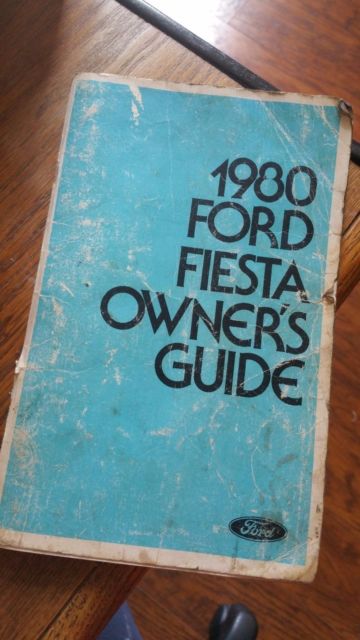 1980
FORD
FIESTA
OWNER'S
GUIDE
Ford